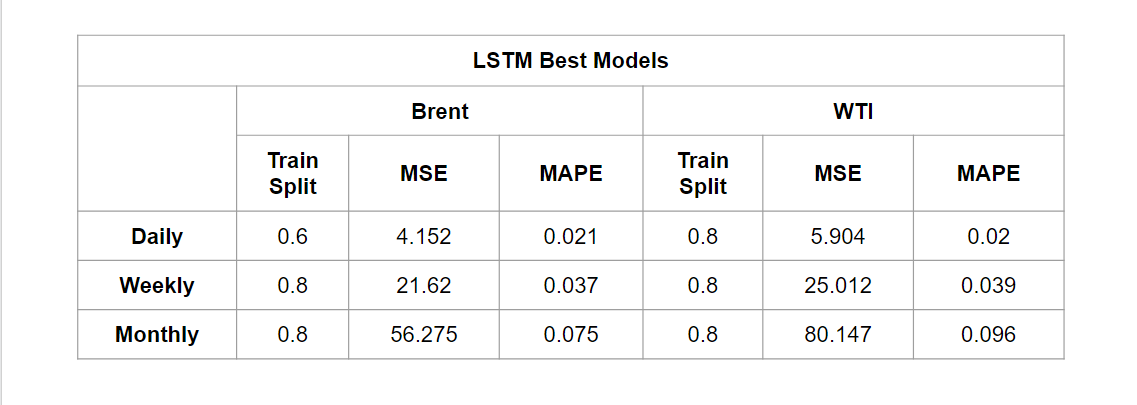 LSTM Best Models
Brent WTI
Train Split MSE MAPE Train Split MSE MAPE
Daily 0.6 4.152 0.021 0.8 5.904 0.02
Weekly 0.8 21.62 0.037 0.8 25.012 0.039
Monthly 0.8 56.275 0.075 0.8 80.147 0.096